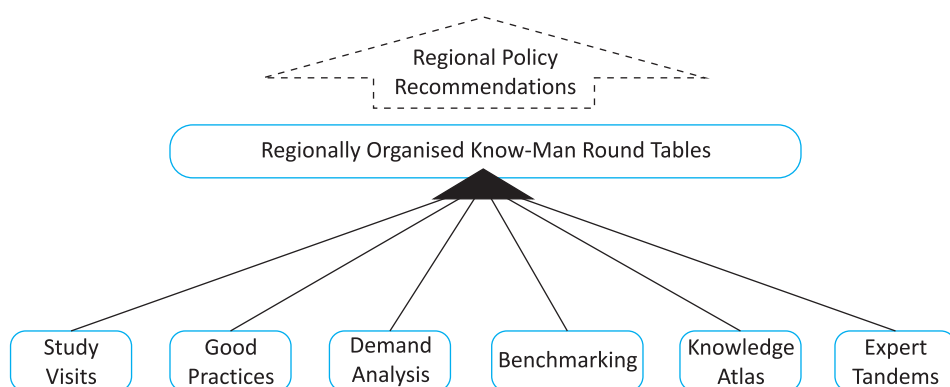 Regional Policy
Recommendations
Regionally Organised Know-Man Round Tables
Study
Visits
Good
Practices
Demand
Analysis
Benchmarking
Knowledge
Atlas
Expert
Tandems